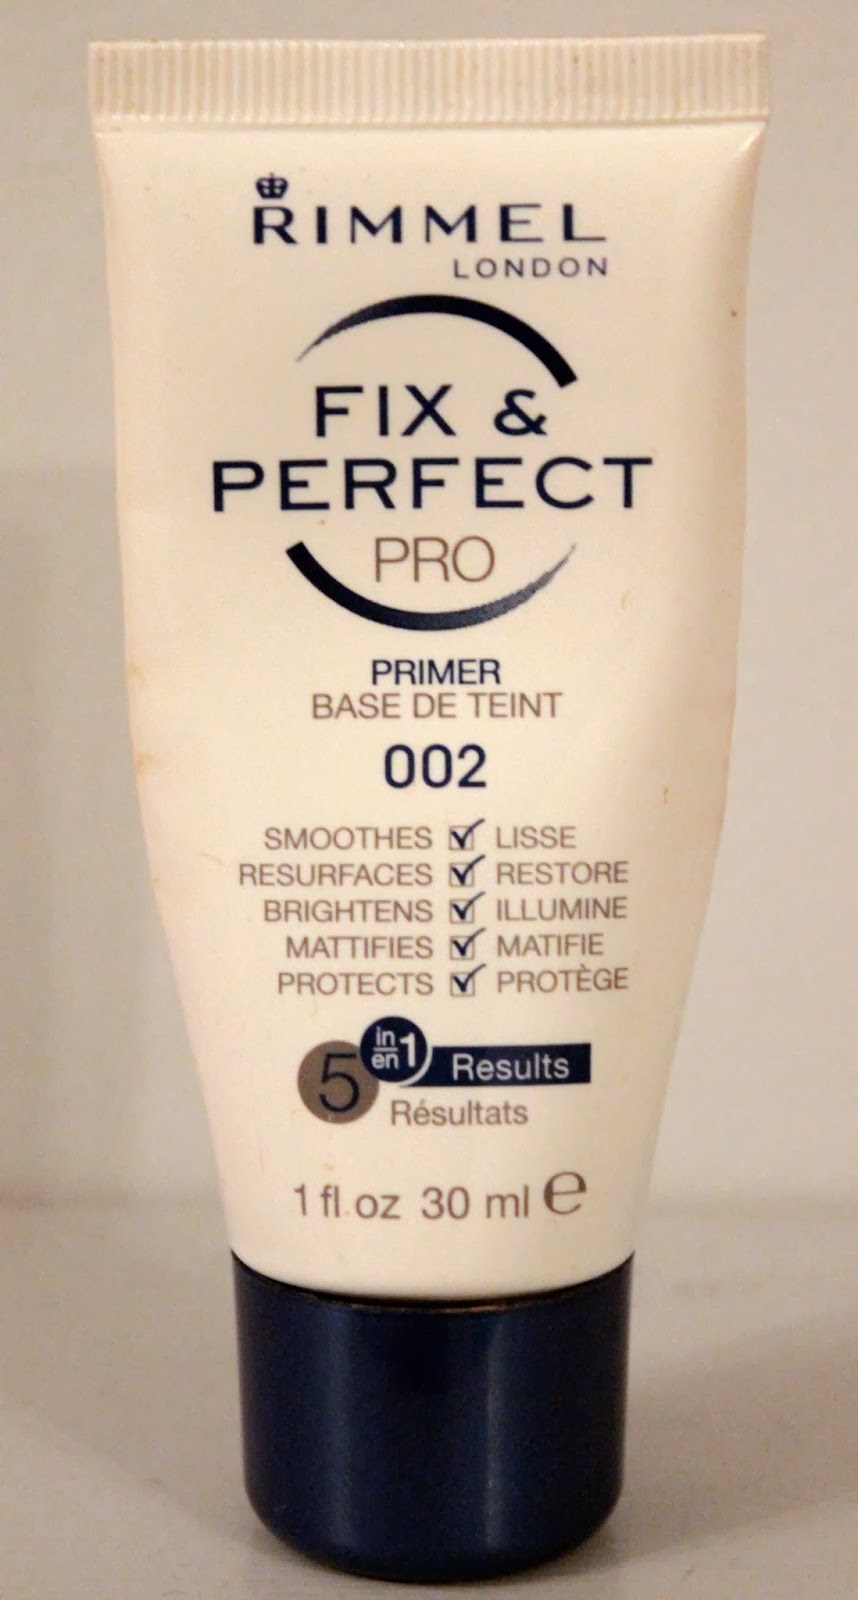 RIMMEL
LONDON
FIX &
PERFECT
PRO
PRIMER
BASE DE TEINT
002
SMOOTHES LISSE
RESURFACES RESTORE
BRIGHTENS ILLUMINE
MATTIFIES MATIFIE
PROTECTS PROTÈGE
5 in/en 1 Results
Résultats
1 fl.oz 30 ml e